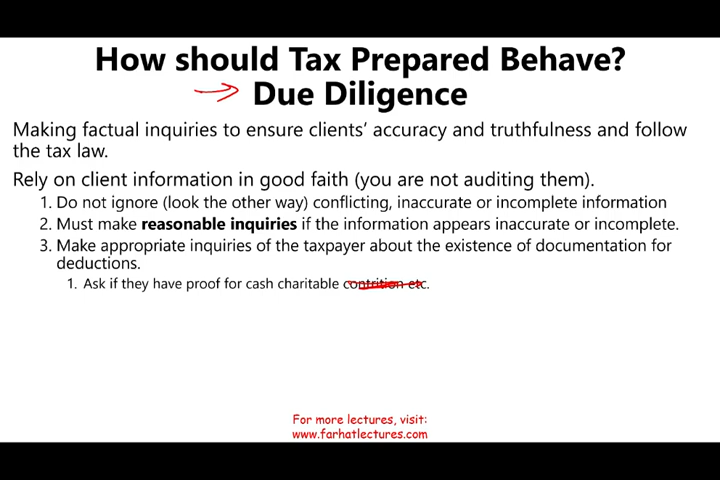 How should Tax Prepared Behave?
Due Diligence
Making factual inquiries to ensure clients’ accuracy and truthfulness and follow
the tax law.
Rely on client information in good faith (you are not auditing them).
1. Do not ignore (look the other way) conflicting, inaccurate or incomplete information
2. Must make reasonable inquiries if the information appears inaccurate or incomplete.
3. Make appropriate inquiries of the taxpayer about the existence of documentation for
deductions.
1. Ask if they have proof for cash charitable contrition etc.
For more lectures, visit:
www.farhatlectures.com